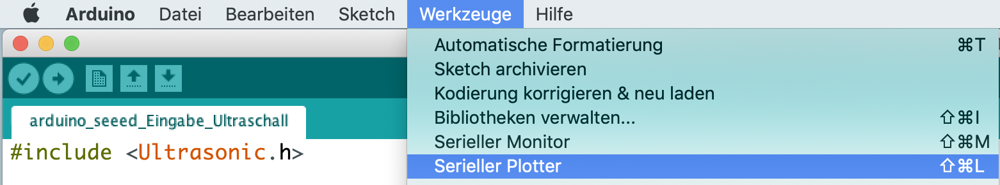 Arduino Datei Bearbeiten Sketch Werkzeuge Hilfe
Automatische Formatierung ⌘T
Sketch archivieren
Kodierung korrigieren & neu laden
Bibliotheken verwalten... ⇧⌘I
Serieller Monitor ⇧⌘M
Serieller Plotter ⇧⌘L
arduino_seeed_Eingabe_Ultraschall
#include <Ultrasonic.h>